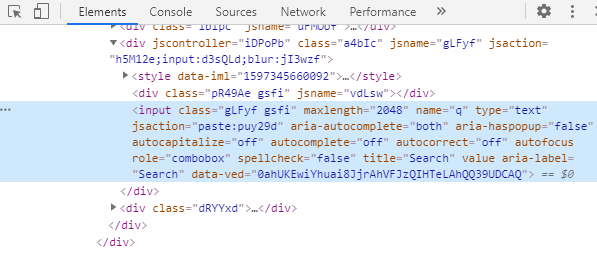 Elements Console Sources Network Performance »
▶<div class="iDIpc" jsname="uFMOof">…</div>
▼<div jscontroller="iDPoPb" class="a4bIc" jsname="gLFyf" jsaction=
"h5M12e;input:d3sQLd;blur:jI3wzf">
▶<style data-iml="1597345660092">…</style>
<div class="pR49Ae gsfi" jsname="vdLsw"></div>
… <input class="gLFyf gsfi" maxlength="2048" name="q" type="text"
jsaction="paste:puy29d" aria-autocomplete="both" aria-haspopup="false"
autocapitalize="off" autocomplete="off" autocorrect="off" autofocus
role="combobox" spellcheck="false" title="Search" value aria-label=
"Search" data-ved="0ahUKEwiYhuai8JjrAhVFJzQIHTeLAhQQ39UDCAQ"> == $0
</div>
▶<div class="dRYYxd">…</div>
</div>
</div>